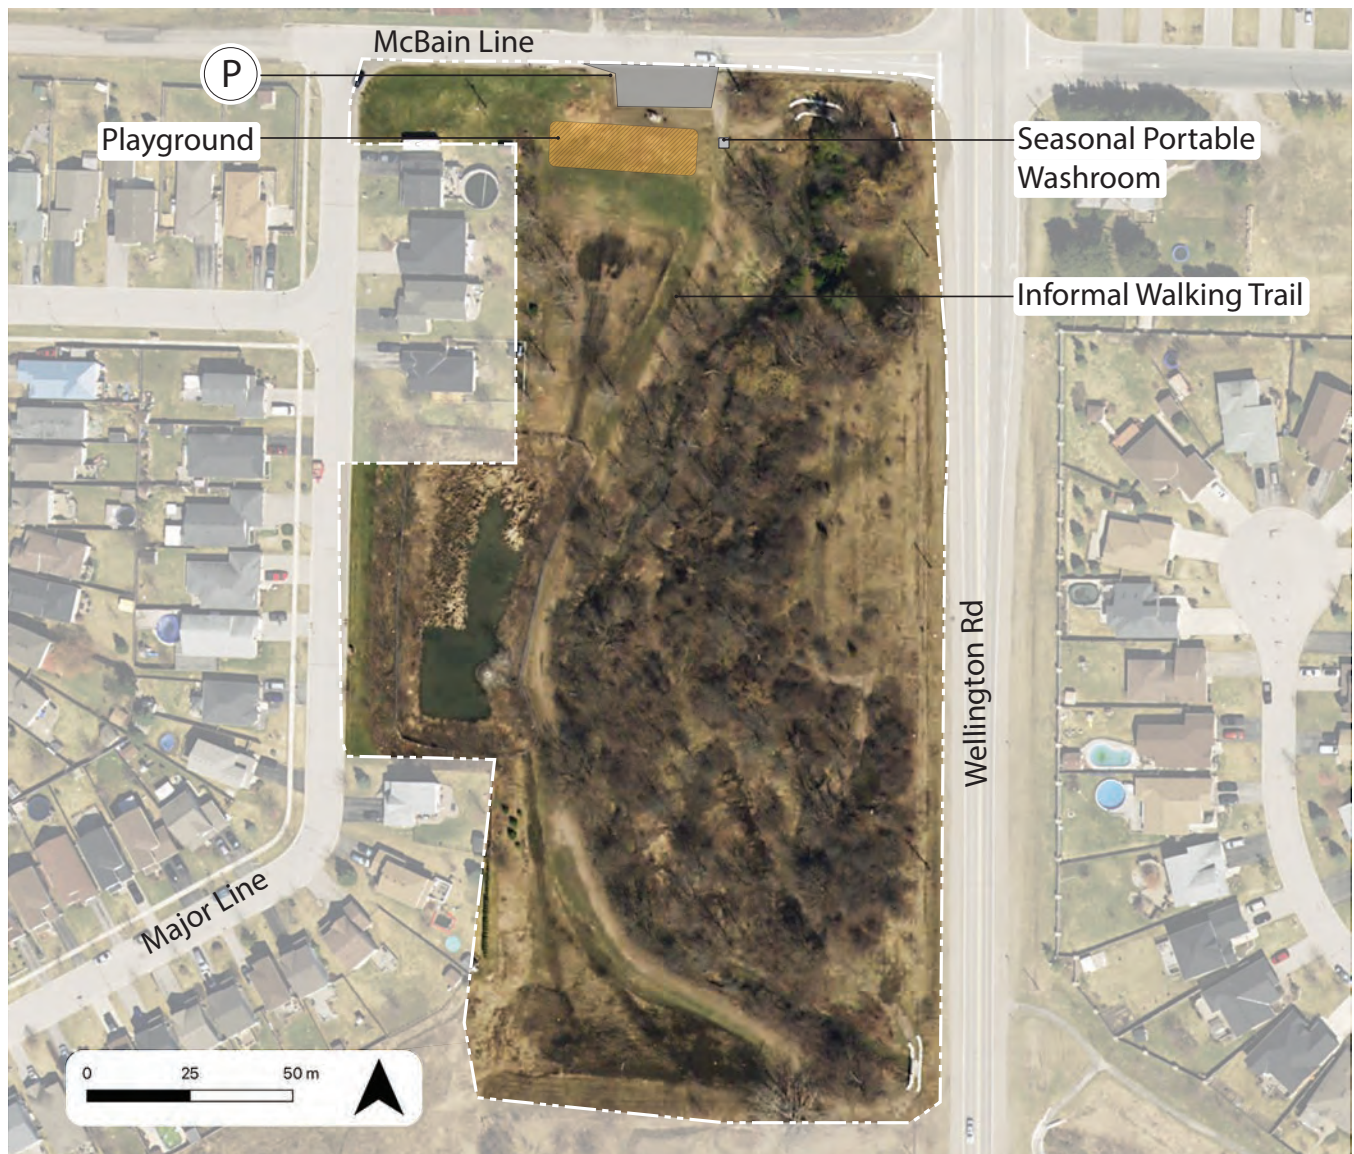 McBain Line
P
Playground
Seasonal Portable
Washroom
Informal Walking Trail
Wellington Rd
Major Line
0 25 50 m